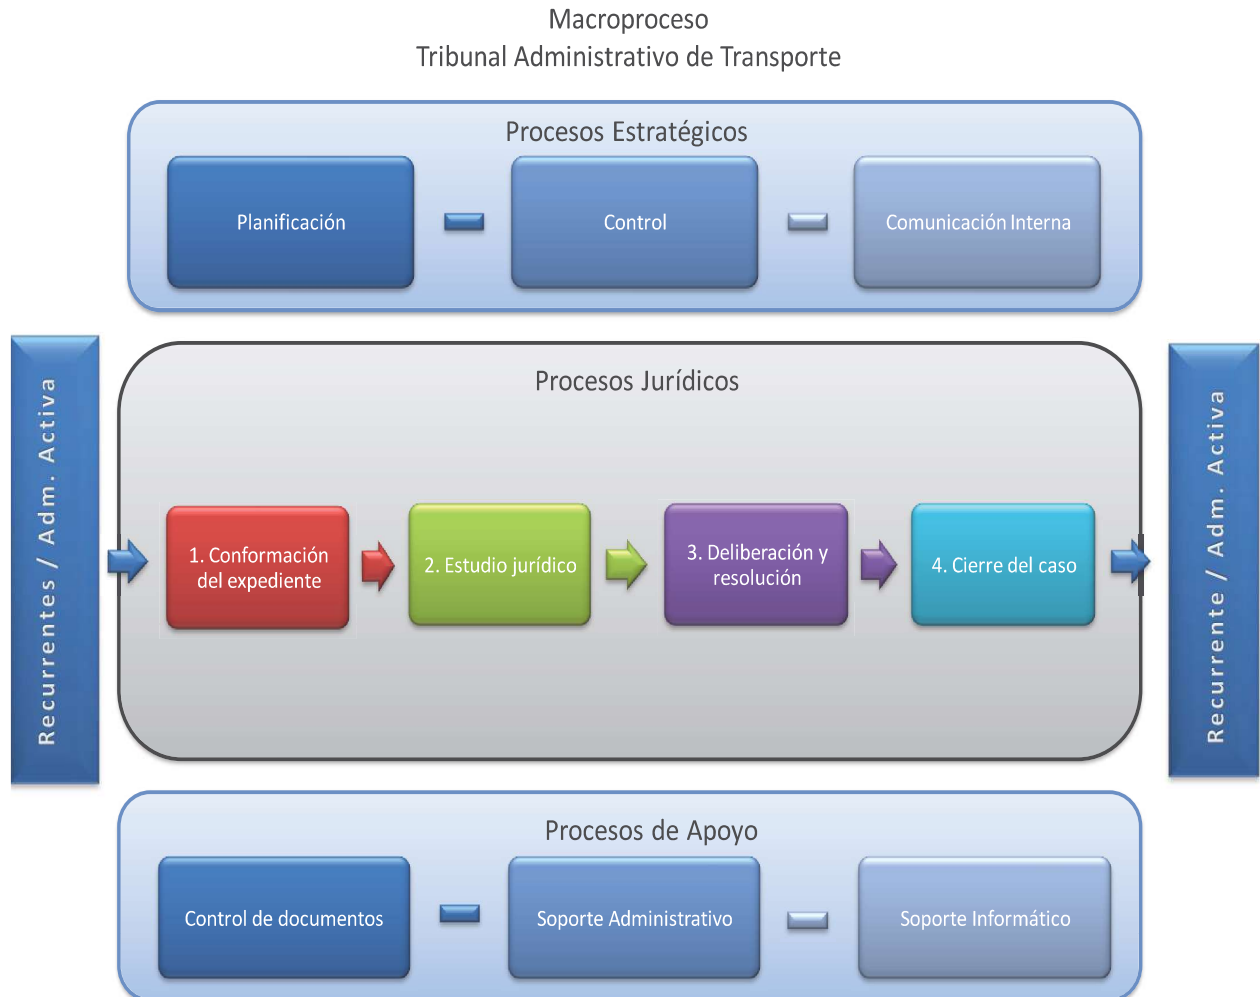 Macroproceso
Tribunal Administrativo de Transporte
Procesos Estratégicos
Planificación
Control
Comunicación Interna
Recurrentes / Adm. Activa
Procesos Jurídicos
1. Conformación
del expediente
2. Estudio jurídico
3. Deliberación y
resolución
4. Cierre del caso
Recurrente / Adm. Activa
Procesos de Apoyo
Control de documentos
Soporte Administrativo
Soporte Informático